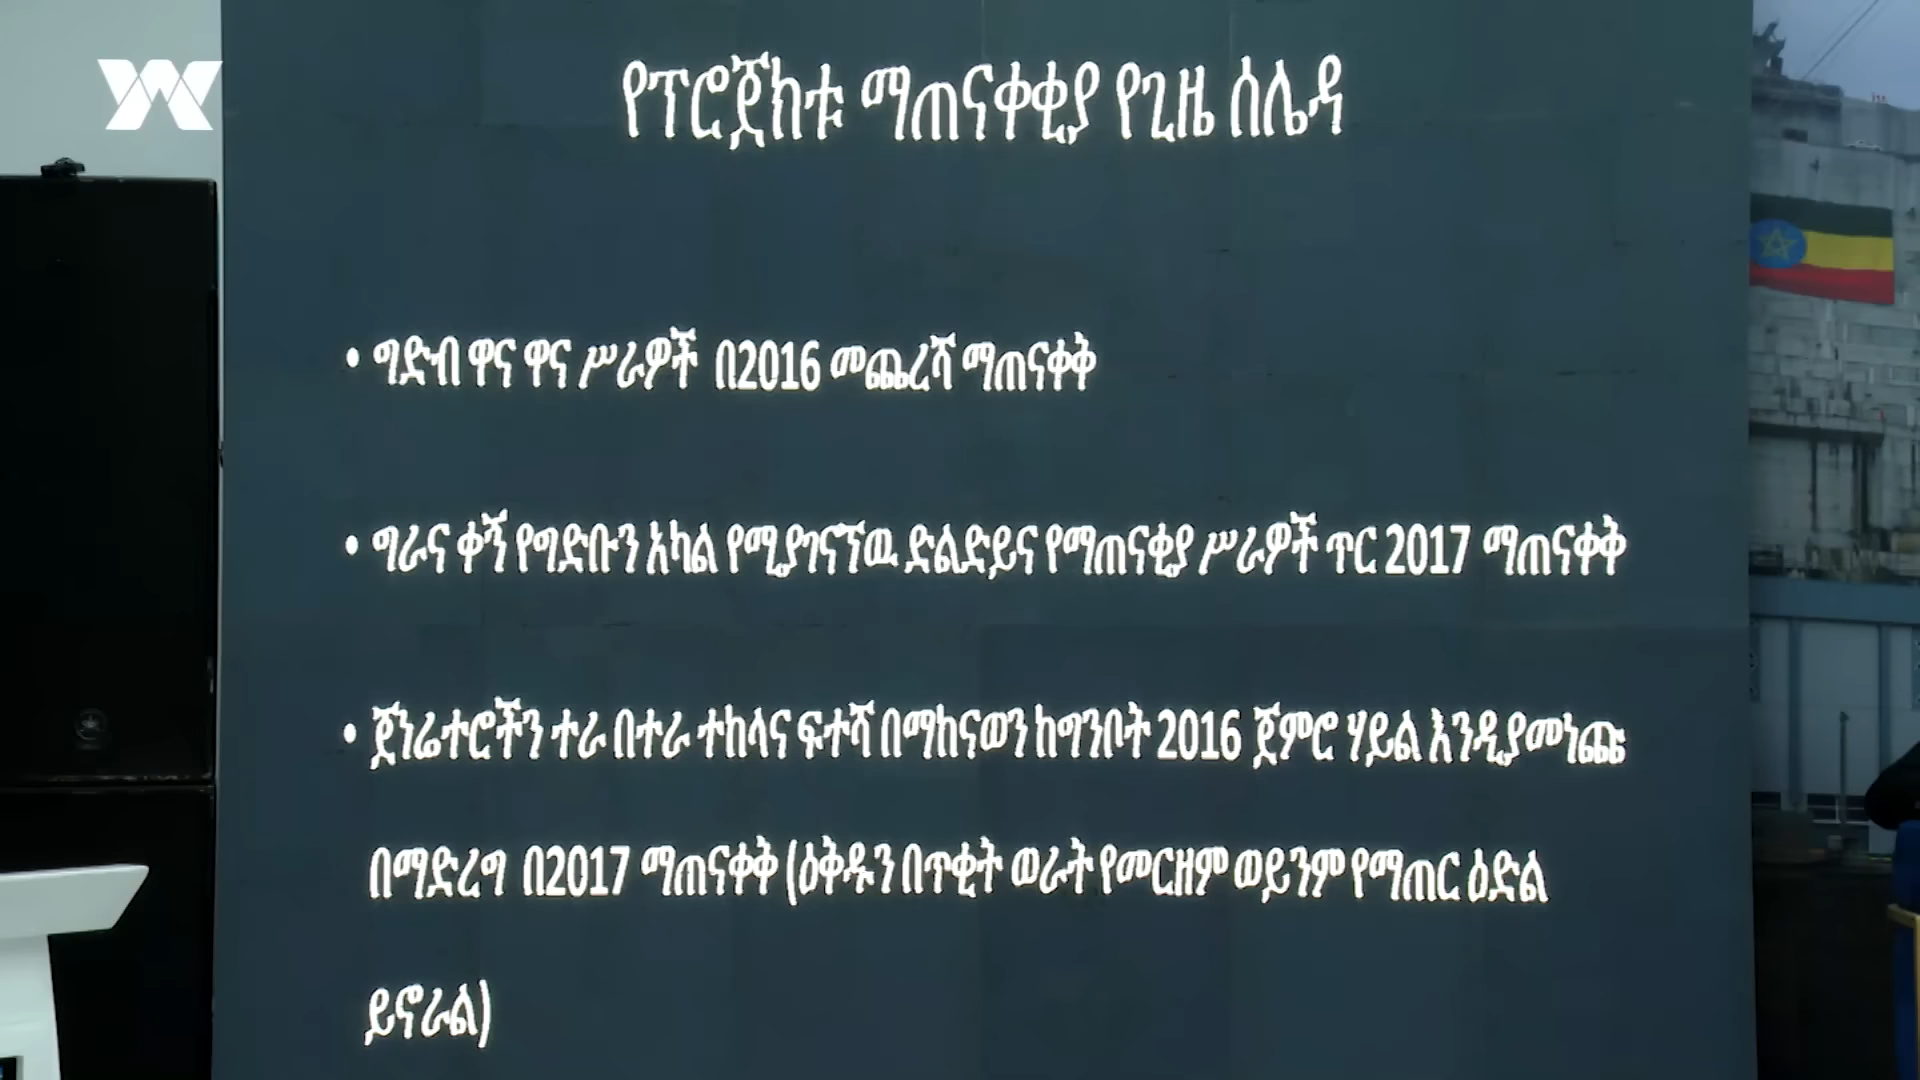 የፕሮጀክቱ ማጠናቀቂያ የጊዜ ሰሌዳ
• ግድብ ዋና ዋና ሥራዎች በ2016 መጨረሻ ማጠናቀቅ
• ግራና ቀኝ የግድቡን አካል የሚያገናኘዉ ድልድይና የማጠናቂያ ሥራዎች ጥር 2017 ማጠናቀቅ
• ጀነሬተሮችን ተራ በተራ ተከላና ፍተሻ በማከናወን ከግንቦት 2016 ጀምሮ ሃይል እንዲያመነጩ
በማድረግ በ2017 ማጠናቀቅ (ዕቅዱን በጥቂት ወራት የመርዘም ወይንም የማጠር ዕድል
ይኖራል)